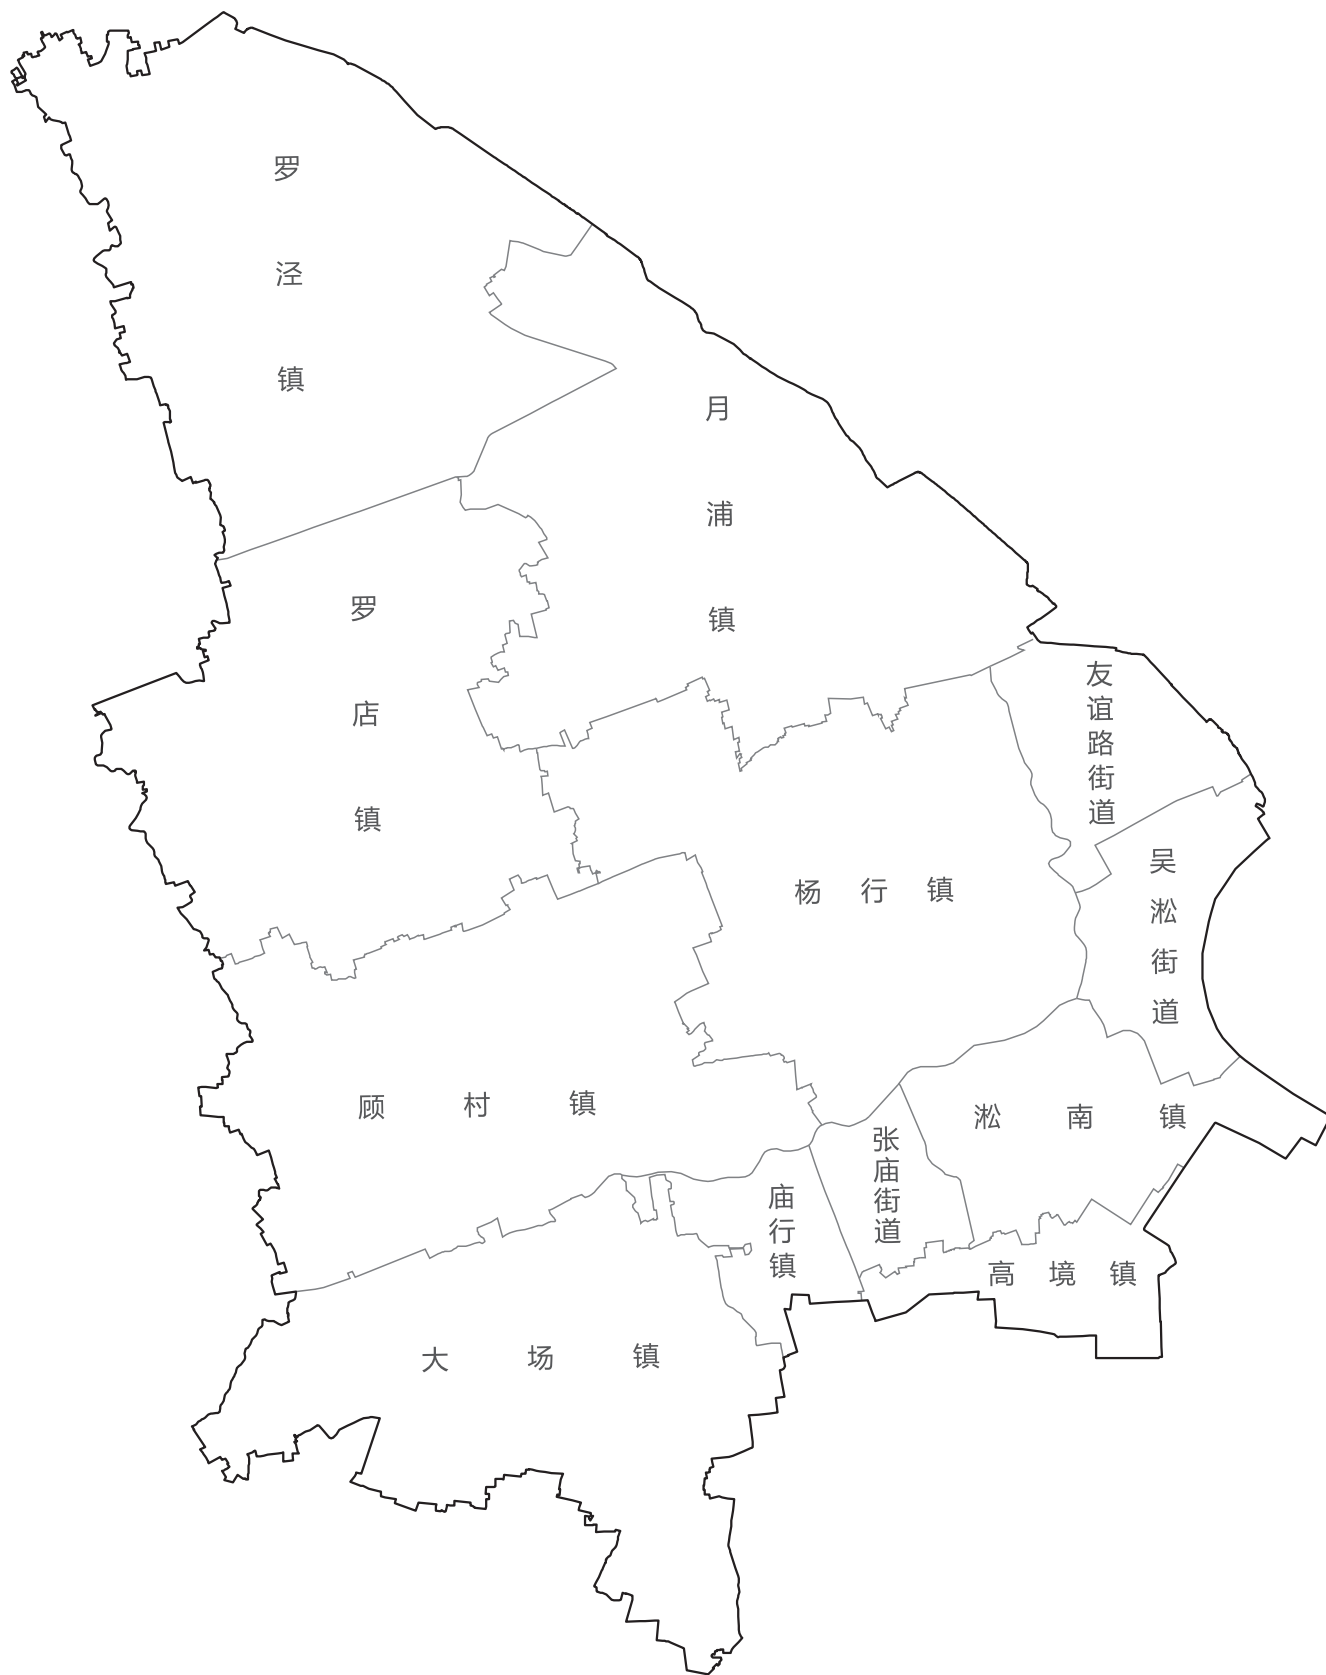 罗泾镇
月浦镇
罗店镇
友谊路街道
吴淞街道
杨行镇
顾村镇
淞南镇
张庙街道
庙行镇
高境镇
大场镇